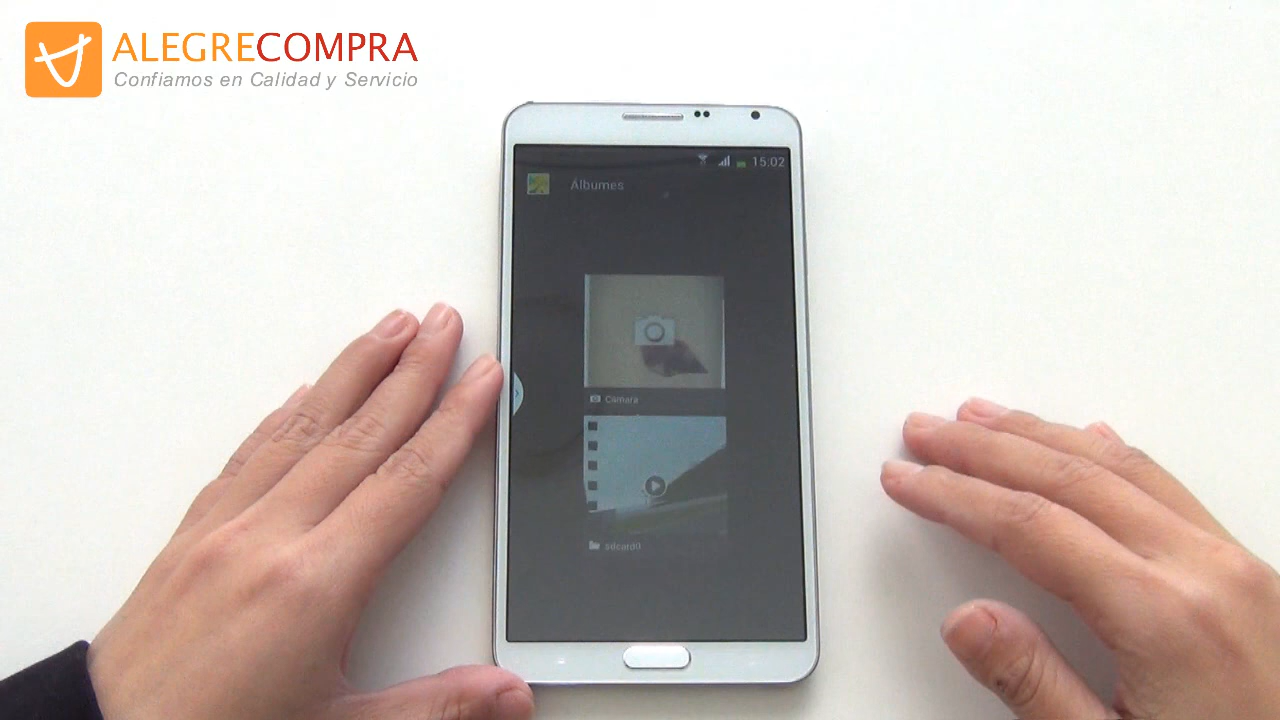 ALEGRECOMPRA
Confiamos en Calidad y Servicio
15:02
Álbumes
Cámara
sdcard0